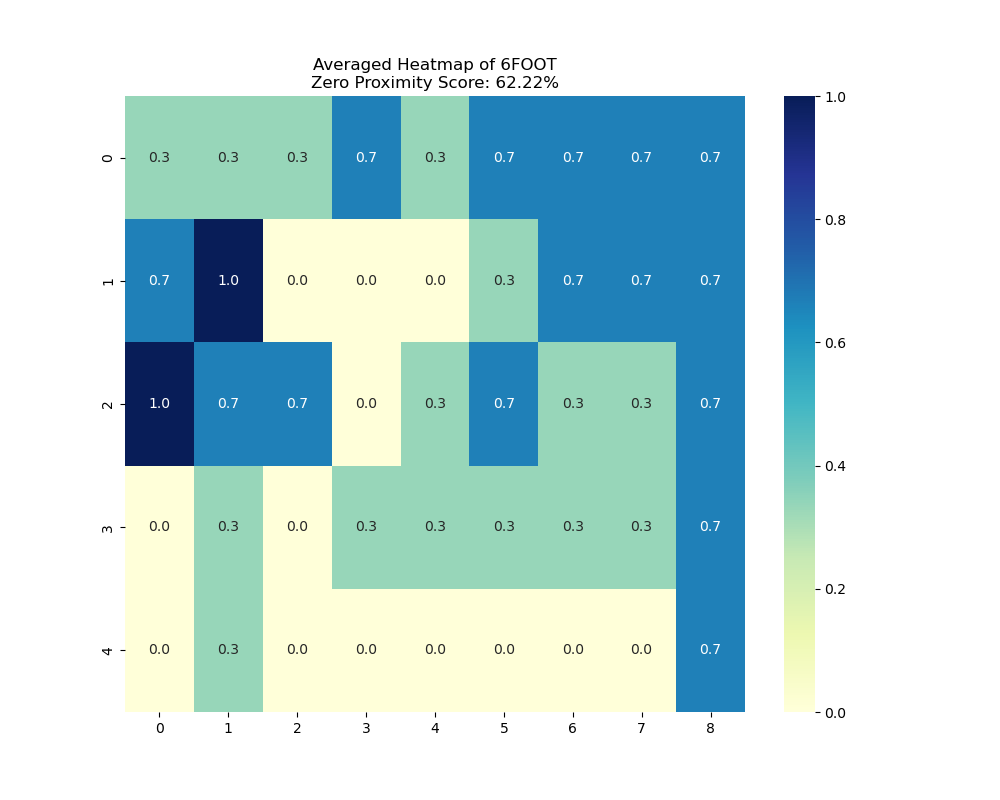 Averaged Heatmap of 6FOOT
Zero Proximity Score: 62.22%
0 0.3 0.3 0.3 0.7 0.3 0.7 0.7 0.7 0.7
1 0.7 1.0 0.0 0.0 0.0 0.3 0.7 0.7 0.7
2 1.0 0.7 0.7 0.0 0.3 0.7 0.3 0.3 0.7
3 0.0 0.3 0.0 0.3 0.3 0.3 0.3 0.3 0.7
4 0.0 0.3 0.0 0.0 0.0 0.0 0.0 0.0 0.7
0 1 2 3 4 5 6 7 8
1.0
0.8
0.6
0.4
0.2
0.0